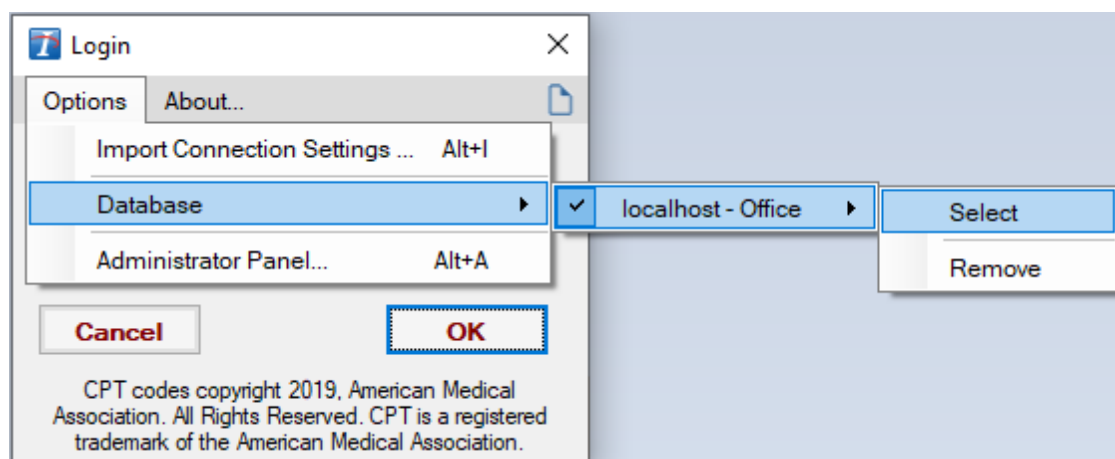 Login
Options About...
Import Connection Settings ... Alt+I
Database
localhost - Office
Select
Remove
Administrator Panel... Alt+A
Cancel OK
CPT codes copyright 2019, American Medical
Association. All Rights Reserved. CPT is a registered
trademark of the American Medical Association.